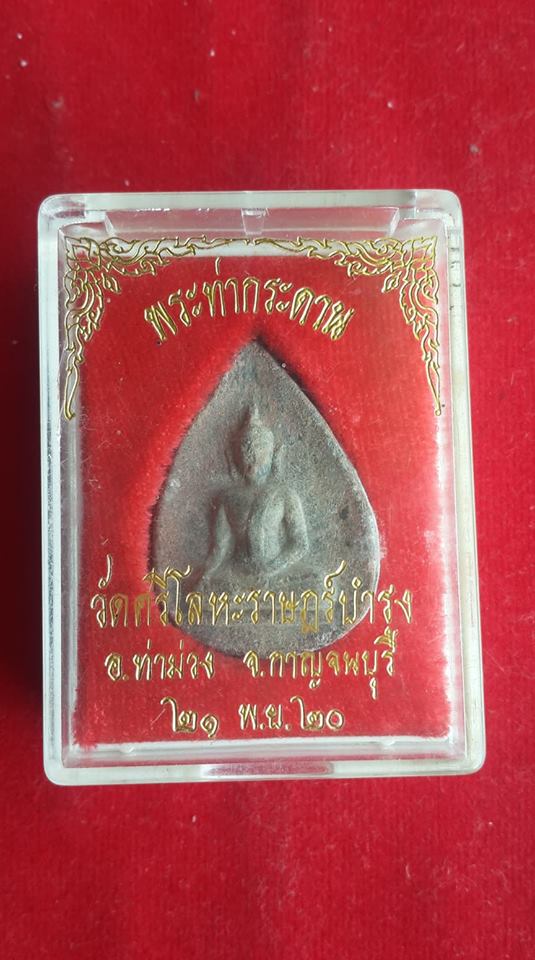 พระท่ากระดาน
วัดศรีโลหะราษฎร์บำรุง
อ.ท่าม่วง จ.กาญจนบุรี
๒๑ พ.ย.๒๐